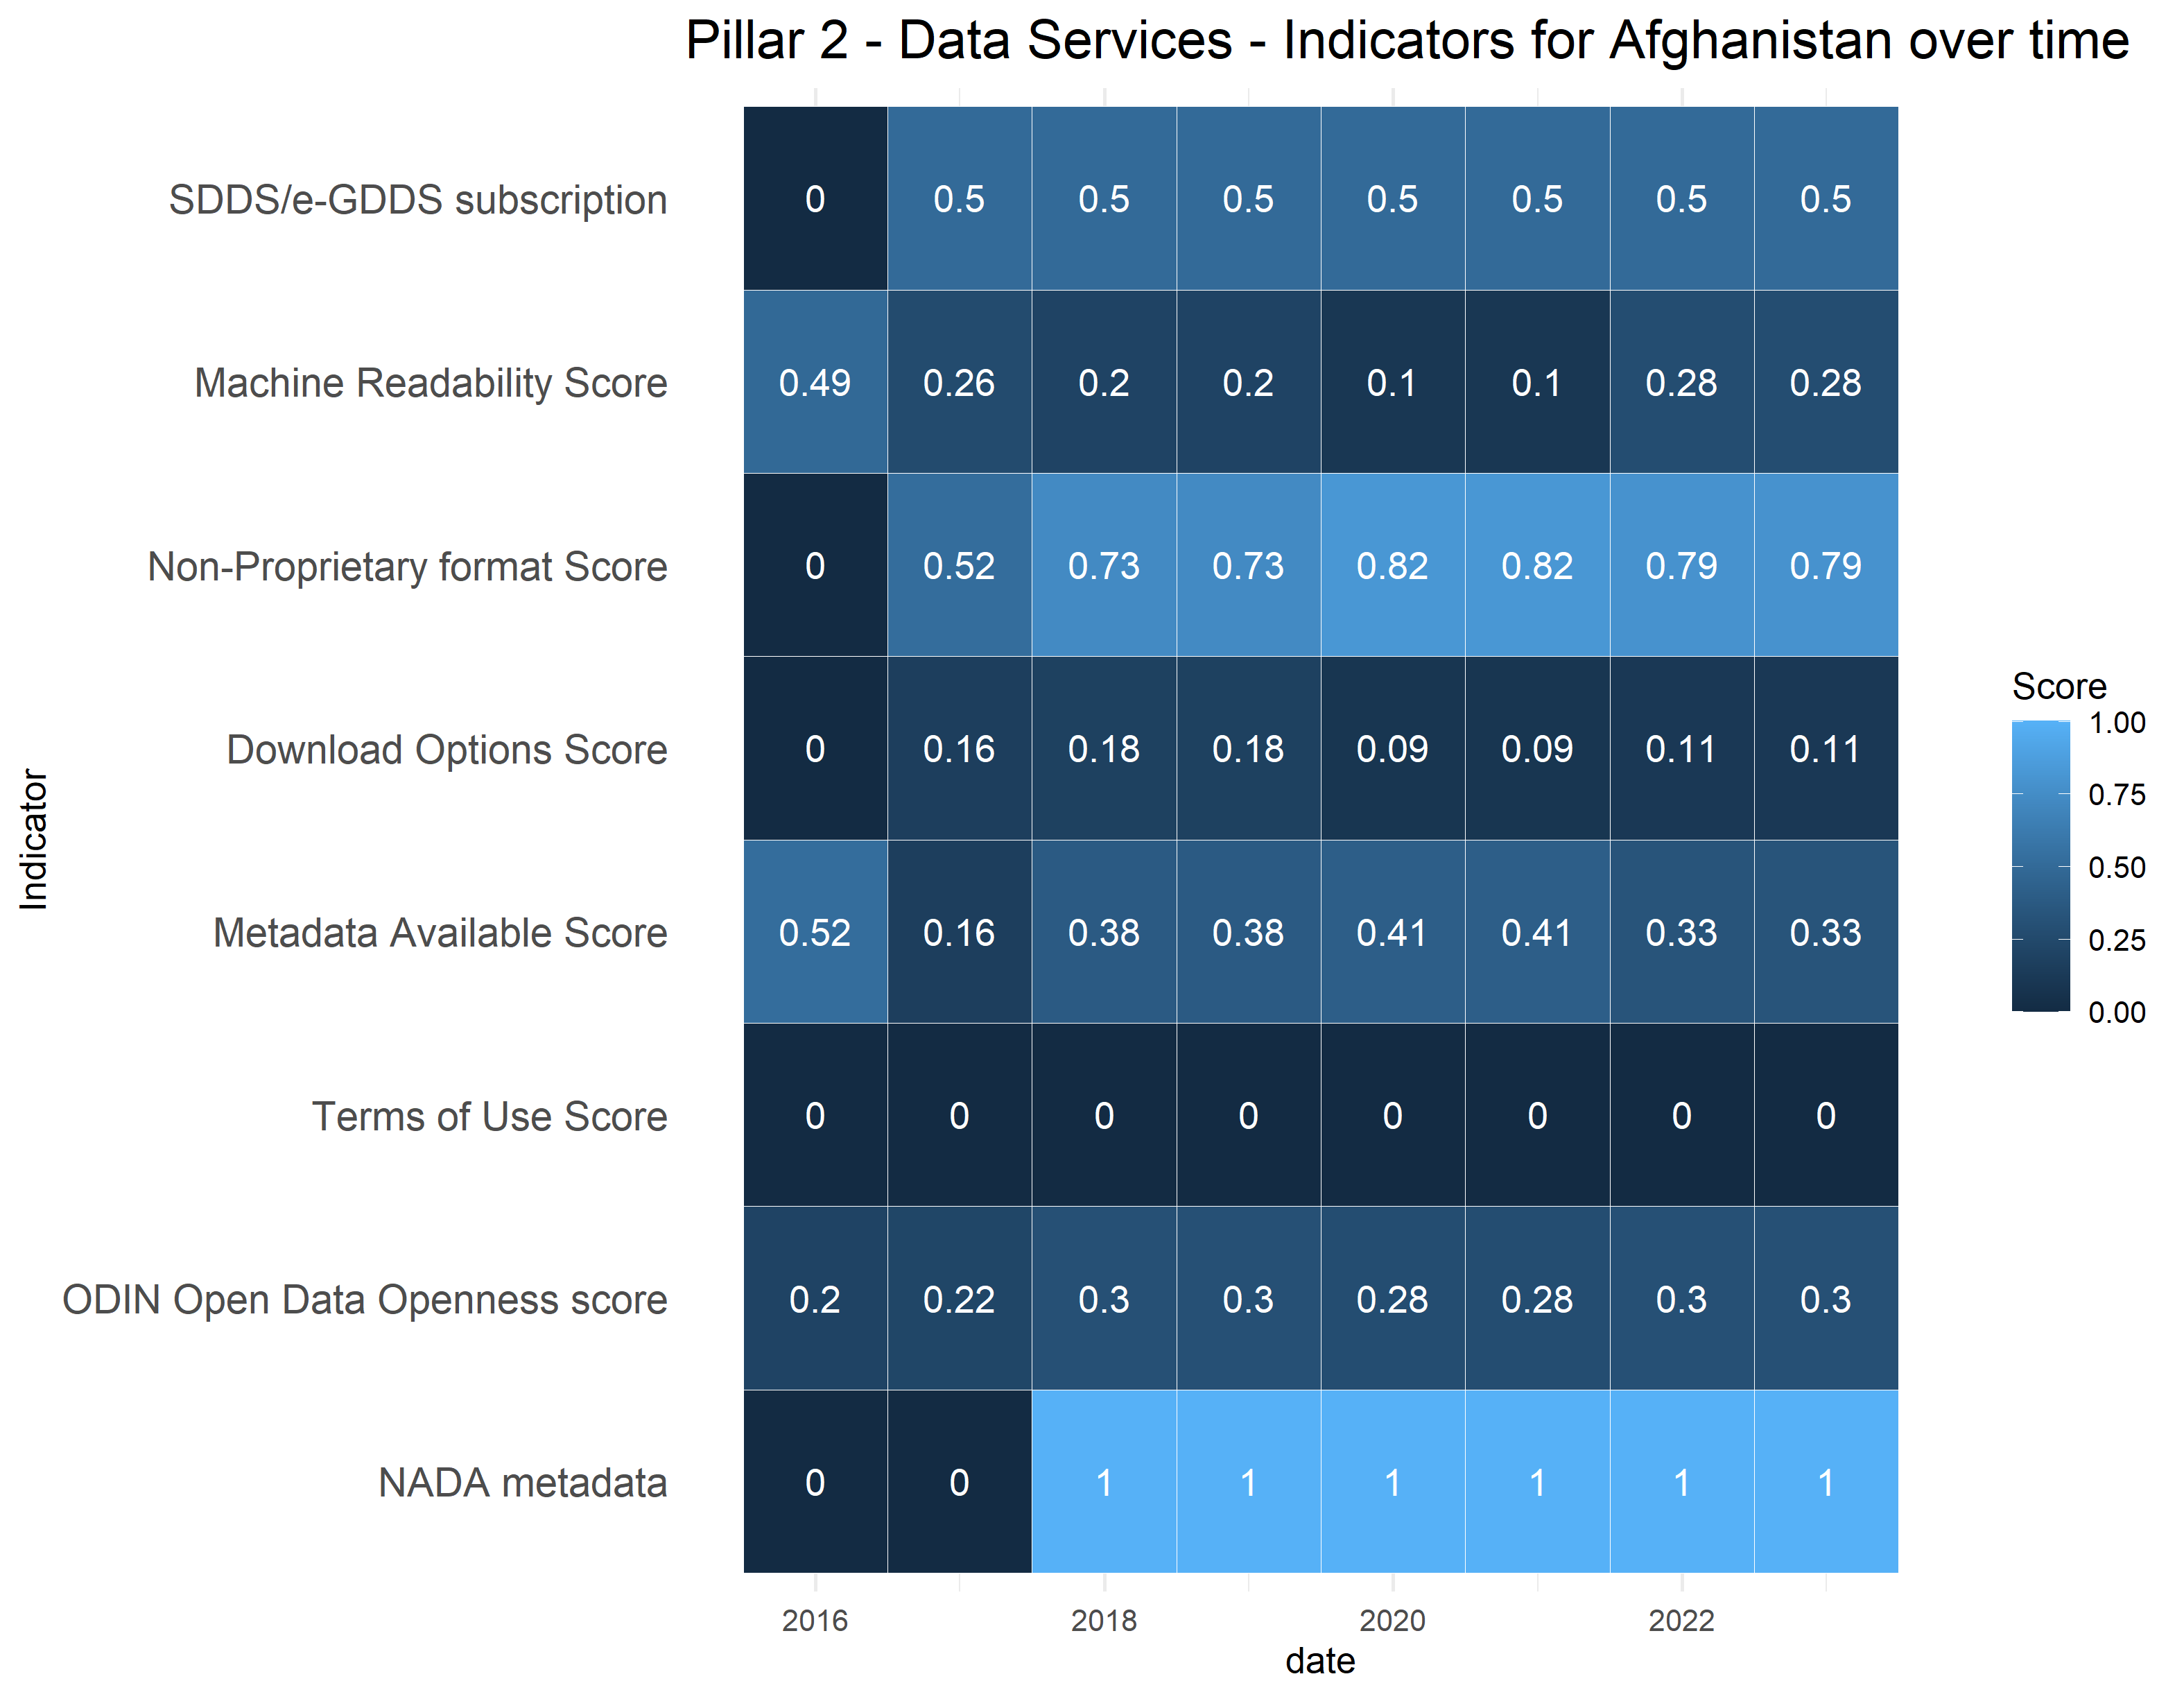 Pillar 2 - Data Services - Indicators for Afghanistan over time
Indicator
SDDS/e-GDDS subscription 0 0.5 0.5 0.5 0.5 0.5 0.5 0.5
Machine Readability Score 0.49 0.26 0.2 0.2 0.1 0.1 0.28 0.28
Non-Proprietary format Score 0 0.52 0.73 0.73 0.82 0.82 0.79 0.79
Download Options Score 0 0.16 0.18 0.18 0.09 0.09 0.11 0.11
Metadata Available Score 0.52 0.16 0.38 0.38 0.41 0.41 0.33 0.33
Terms of Use Score 0 0 0 0 0 0 0 0
ODIN Open Data Openness score 0.2 0.22 0.3 0.3 0.28 0.28 0.3 0.3
NADA metadata 0 0 1 1 1 1 1 1
2016 2018 2020 2022
date
Score
1.00
0.75
0.50
0.25
0.00